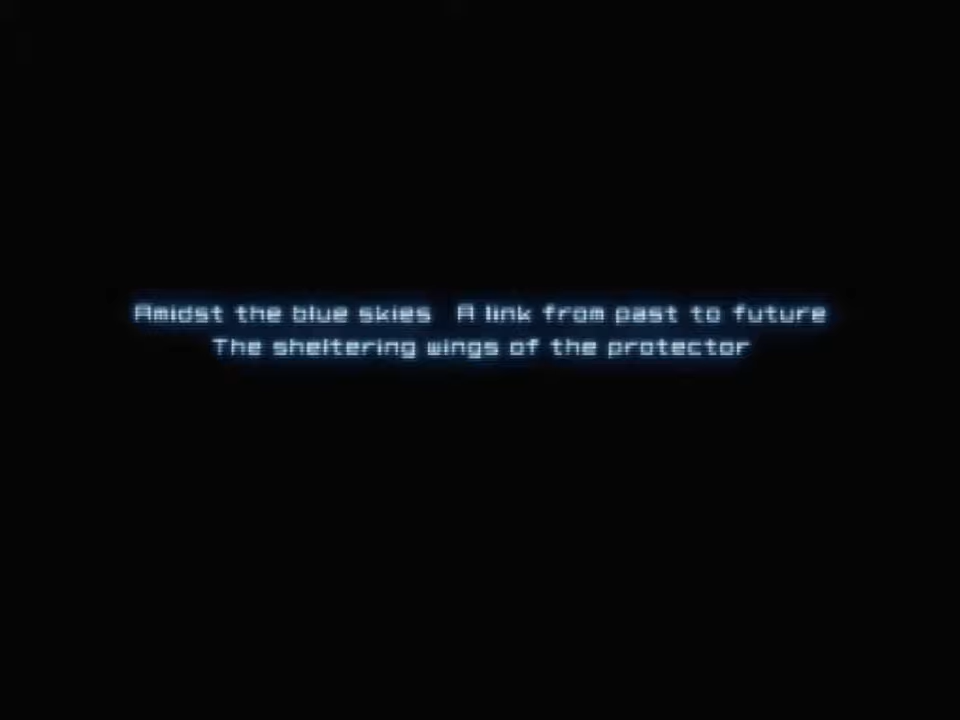 Amidst the blue skies A link from past to future
The sheltering wings of the protector